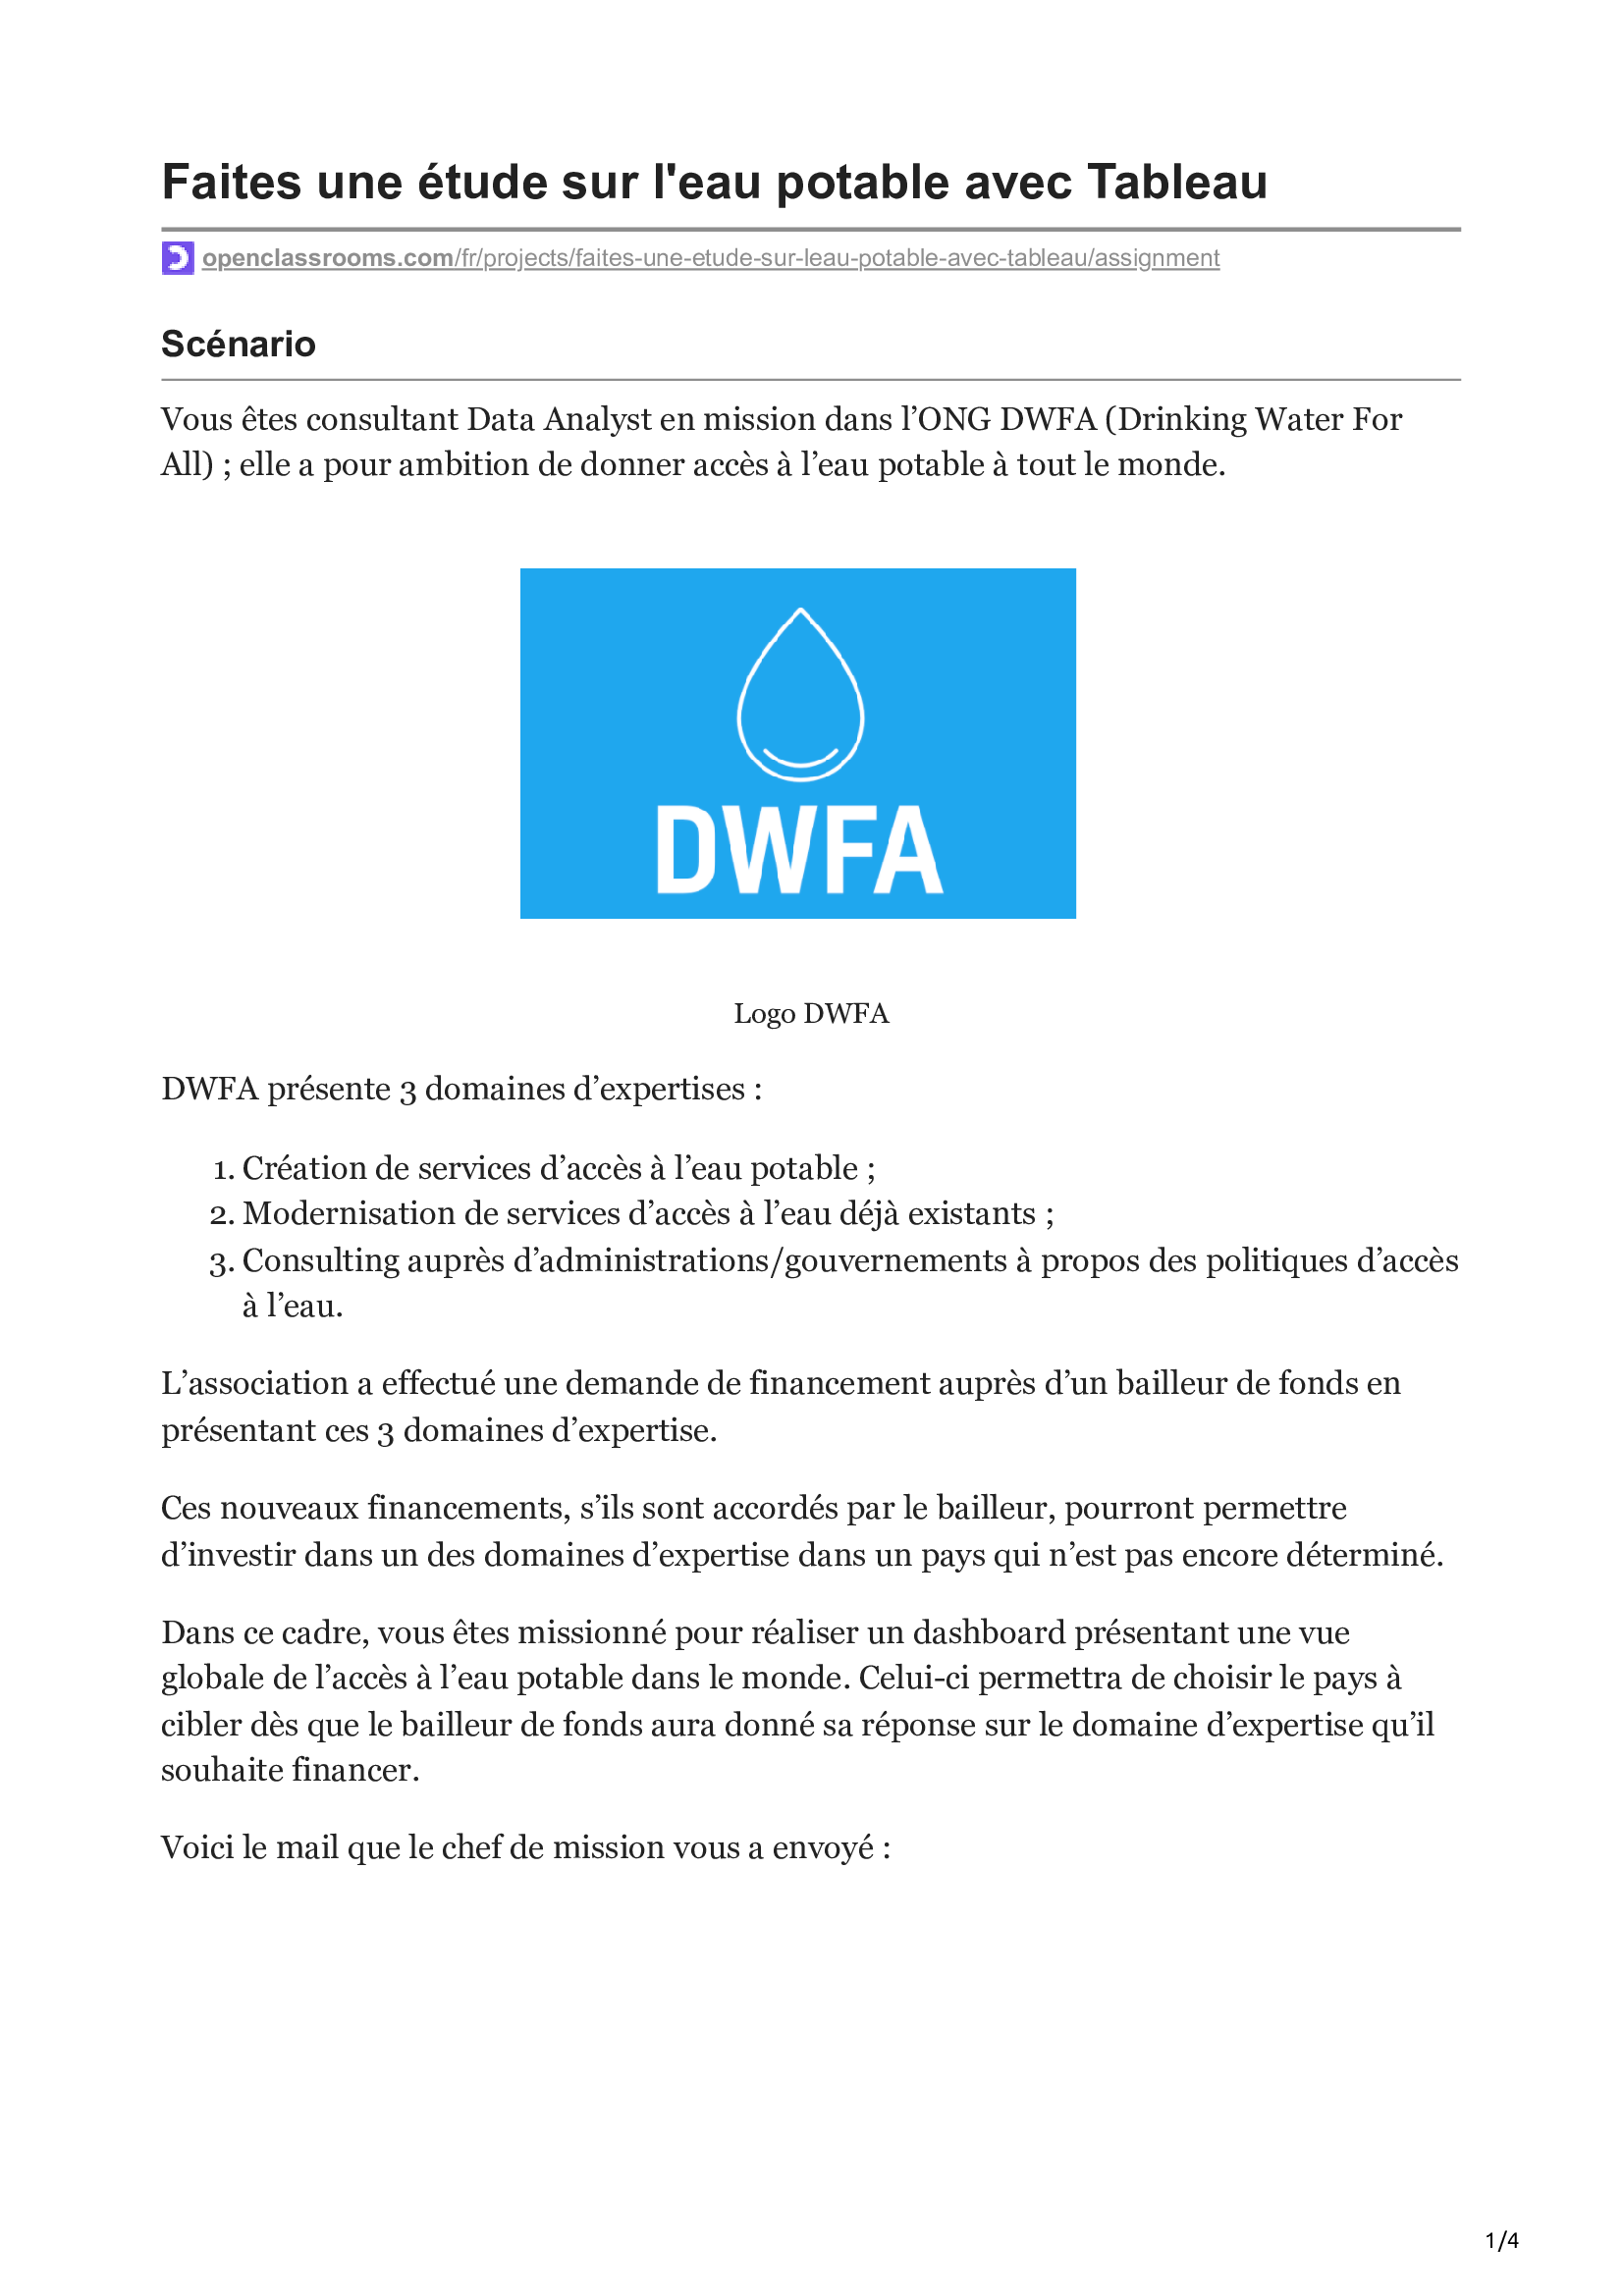 Faites une étude sur l'eau potable avec Tableau
openclassrooms.com/fr/projects/faites-une-etude-sur-leau-potable-avec-tableau/assignment
Scénario
Vous êtes consultant Data Analyst en mission dans l’ONG DWFA (Drinking Water For
All) ; elle a pour ambition de donner accès à l’eau potable à tout le monde.
DWFA
Logo DWFA
DWFA présente 3 domaines d’expertises :
1. Création de services d’accès à l’eau potable ;
2. Modernisation de services d’accès à l’eau déjà existants ;
3. Consulting auprès d’administrations/gouvernements à propos des politiques d’accès
à l’eau.
L’association a effectué une demande de financement auprès d’un bailleur de fonds en
présentant ces 3 domaines d’expertise.
Ces nouveaux financements, s’ils sont accordés par le bailleur, pourront permettre
d’investir dans un des domaines d’expertise dans un pays qui n’est pas encore déterminé.
Dans ce cadre, vous êtes missionné pour réaliser un dashboard présentant une vue
globale de l’accès à l’eau potable dans le monde. Celui-ci permettra de choisir le pays à
cibler dès que le bailleur de fonds aura donné sa réponse sur le domaine d’expertise qu’il
souhaite financer.
Voici le mail que le chef de mission vous a envoyé :
1/4